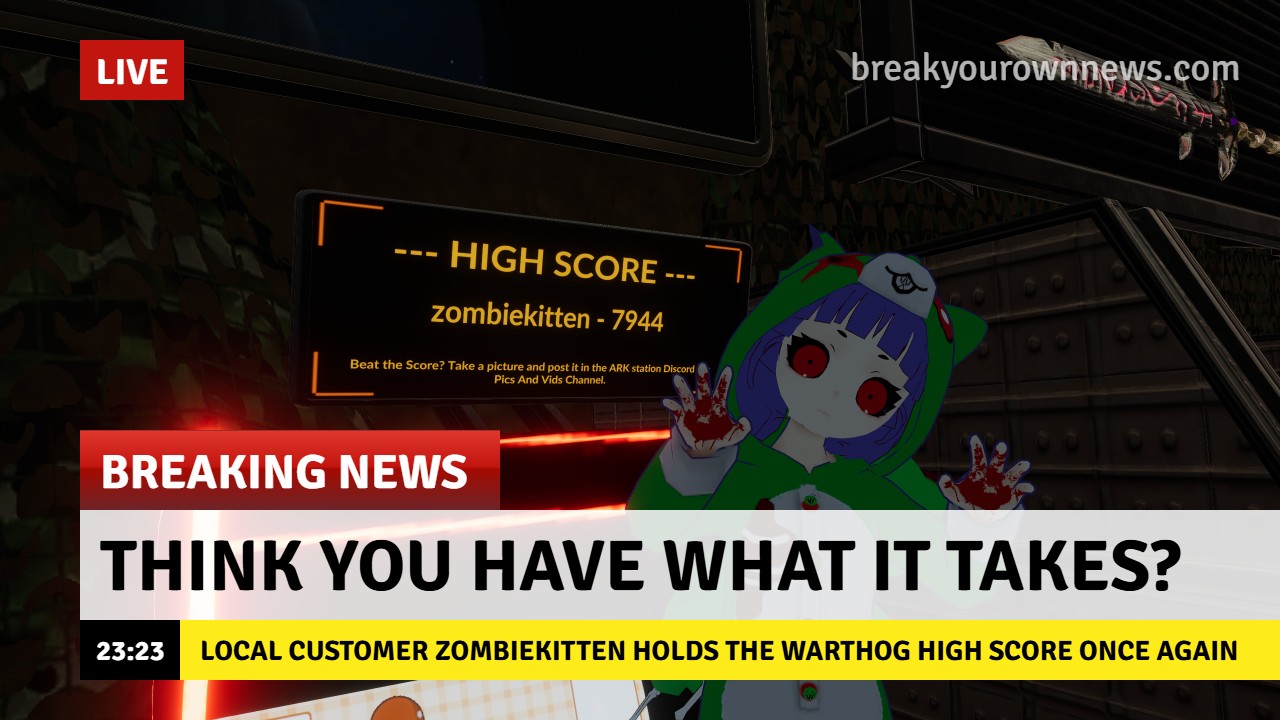 LIVE
breakyourownnews.com
--- HIGH SCORE ---
zombiekitten - 7944
Beat the Score? Take a picture and post it in the ARK station Discord
Pics And Vids Channel.
BREAKING NEWS
THINK YOU HAVE WHAT IT TAKES?
23:23
LOCAL CUSTOMER ZOMBIEKITTEN HOLDS THE WARTHOG HIGH SCORE ONCE AGAIN